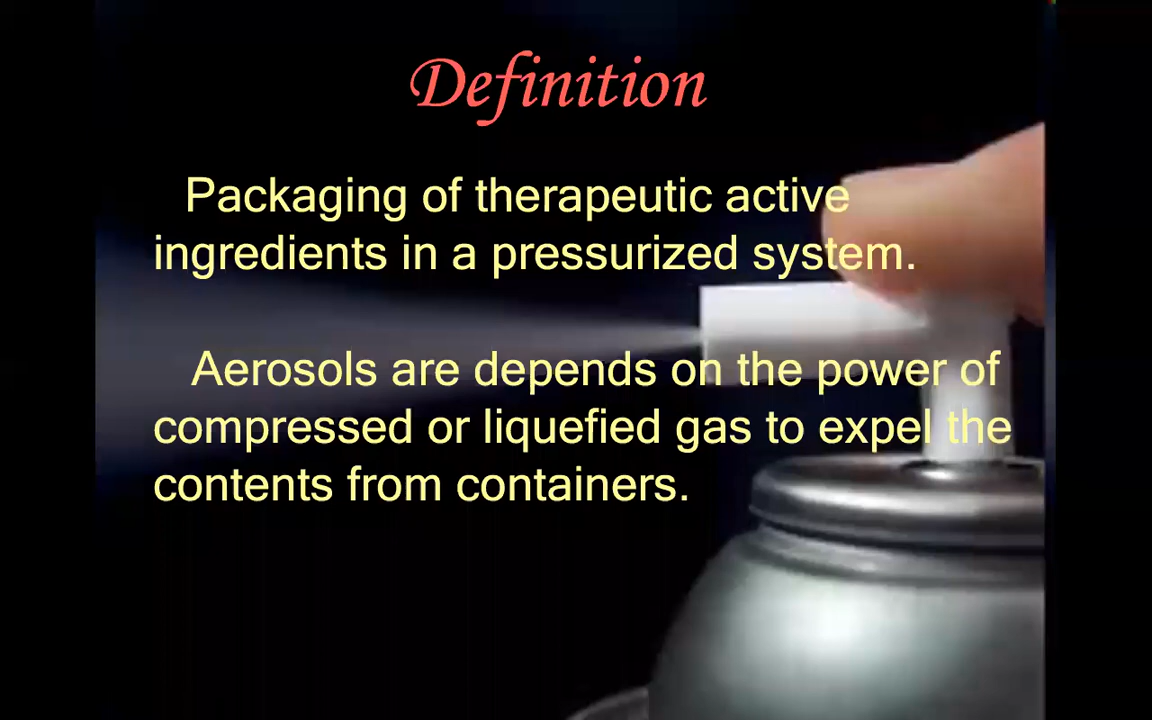 Definition
Packaging of therapeutic active
ingredients in a pressurized system.
Aerosols are depends on the power of
compressed or liquefied gas to expel the
contents from containers.